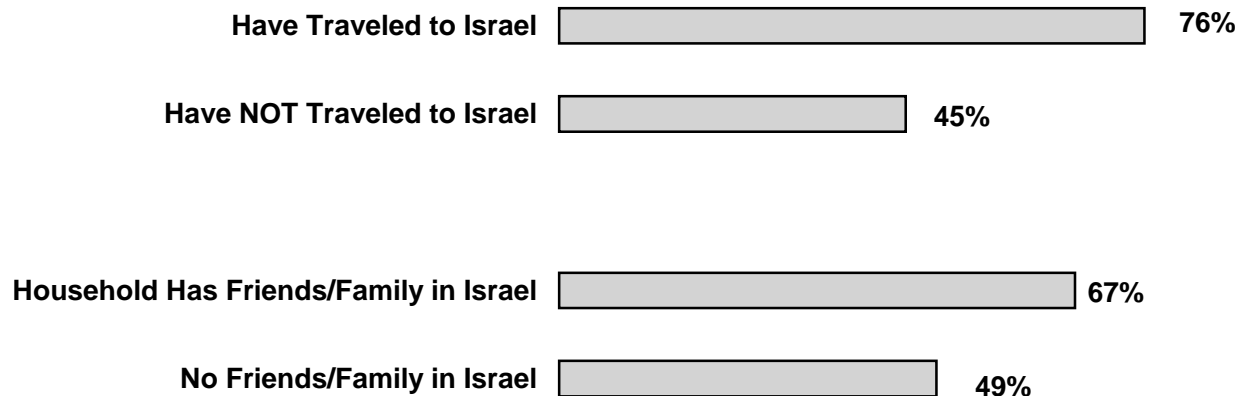 Have Traveled to Israel 76%
Have NOT Traveled to Israel 45%
Household Has Friends/Family in Israel 67%
No Friends/Family in Israel 49%